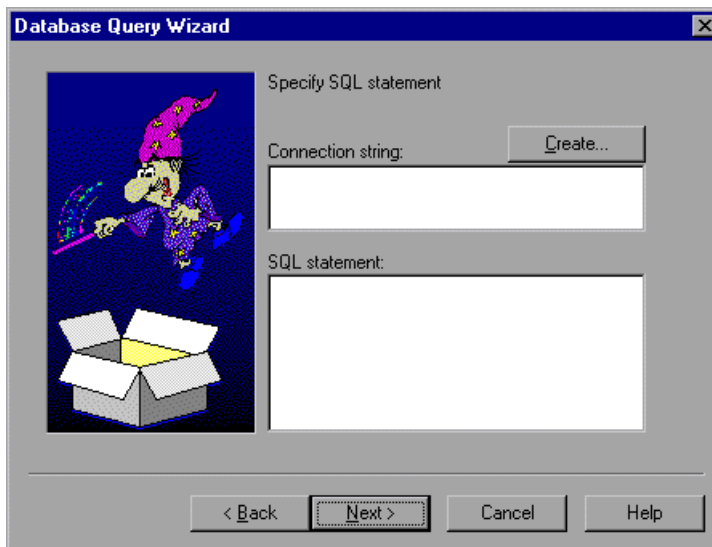 Database Query Wizard
Specify SQL statement
Create...
Connection string:
SQL statement:
< Back
Next >
Cancel
Help